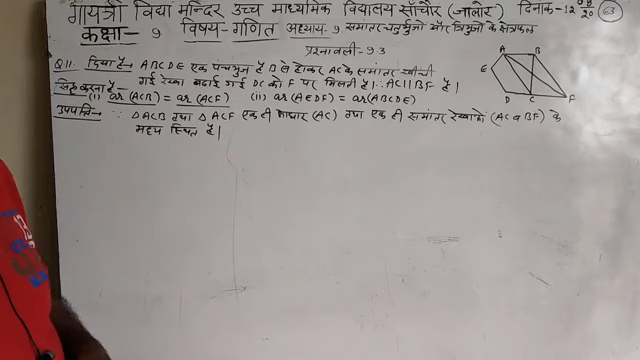 गायत्री विद्या मन्दिर उच्च माध्यमिक विद्यालय साँचौर (जालोर) दिनांक - 12 08 20 63
कक्षा - 9 विषय - गणित अध्याय - 9 समांतर चतुर्भुजों और त्रिभुजों के क्षेत्रफल
प्रश्नावली - 9.3
Q.11. दिया है → ABCDE एक पंचभुज है B से होकर AC के समांतर खींची
गई रेखा बढ़ाई गई DC को F पर मिलती है। ∴ AC || BF है।
सिद्ध करना है -
(i) ar(ACB) = ar(ACF) (ii) ar(AEDF) = ar(ABCDE)
उपपत्ति - ∵ △ACB तथा △ACF एक ही आधार (AC) तथा एक ही समांतर रेखाओं (AC व BF) के
मध्य स्थित है।
A B
E
D C F